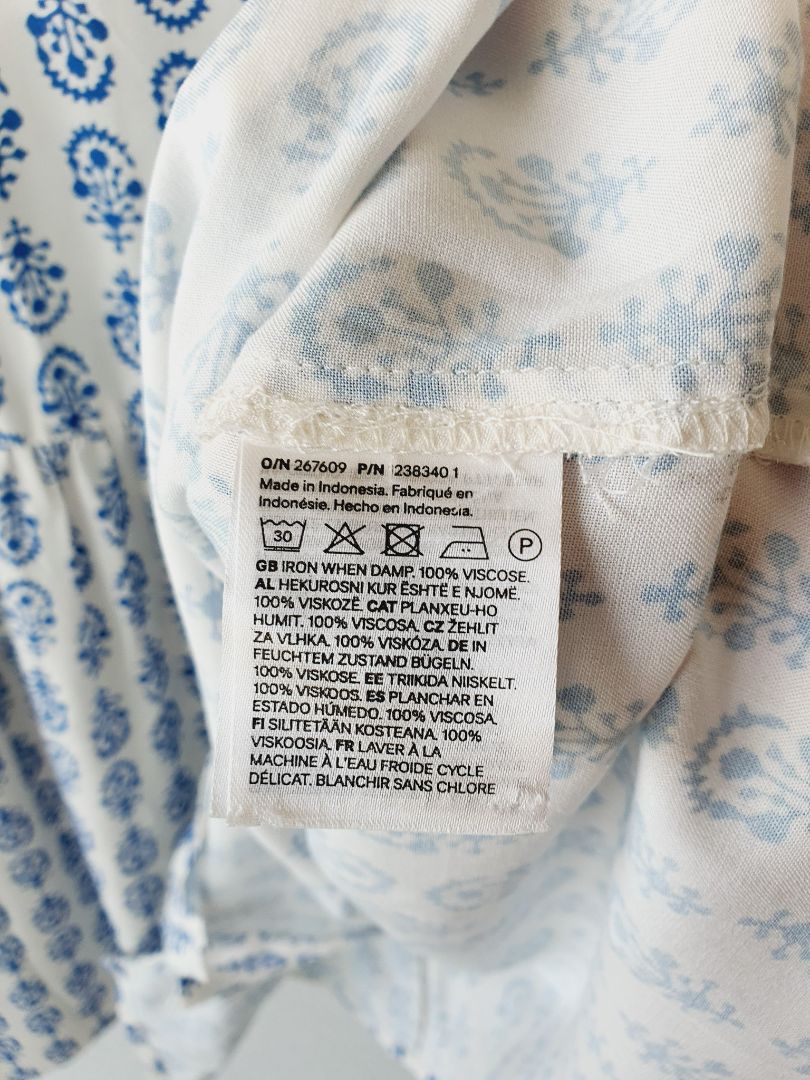 O/N 267609 P/N 238340 1
Made in Indonesia. Fabriqué en
Indonésie. Hecho en Indonesia.
30 P
GB IRON WHEN DAMP. 100% VISCOSE.
AL HEKUROSNI KUR ËSHTË E NJOMË.
100% VISKOZË. CAT PLANXEU-HO
HUMIT. 100% VISCOSA. CZ ŽEHLIT
ZA VLHKA. 100% VISKÓZA. DE IN
FEUCHTEM ZUSTAND BÜGELN.
100% VISKOSE. EE TRIIKIDA NIISKELT.
100% VISKOOS. ES PLANCHAR EN
ESTADO HÚMEDO. 100% VISCOSA.
FI SILITETÄÄN KOSTEANA. 100%
VISKOOSIA. FR LAVER À LA
MACHINE À L'EAU FROIDE CYCLE
DÉLICAT. BLANCHIR SANS CHLORE